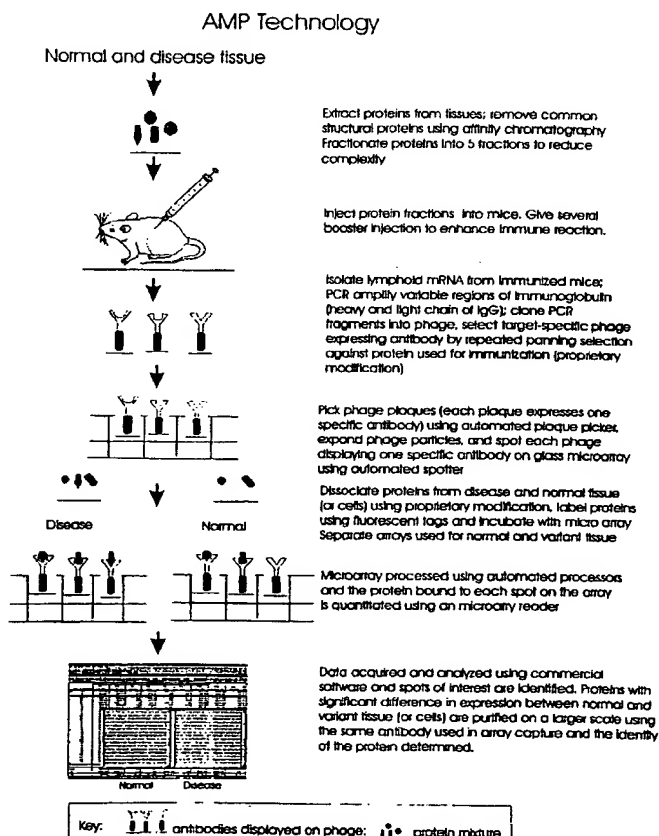 AMP Technology
Normal and disease tissue
Extract proteins from tissues; remove common
structural proteins using affinity chromatography
Fractionate proteins into 5 fractions to reduce
complexity
Inject protein fractions into mice. Give several
booster injection to enhance immune reaction.
Isolate lymphoid mRNA from immunized mice;
PCR amplify variable regions of immunoglobulin
(heavy and light chain of IgG); clone PCR
fragments into phage, select target-specific phage
expressing antibody by repeated panning selection
against protein used for immunization (proprietary
modification)
Pick phage plaques (each plaque expresses one
specific antibody) using automated plaque picker,
expand phage particles, and spot each phage
displaying one specific antibody on glass microarray
using automated spotter
Dissociate proteins from disease and normal tissue
(or cells) using proprietary modification, label proteins
using fluorescent tags and incubate with micro array
Separate arrays used for normal and variant tissue
Disease Normal
Microarray processed using automated processors
and the protein bound to each spot on the array
is quantitated using an microarry reader
Data acquired and analyzed using commercial
software and spots of interest are identified. Proteins with
significant difference in expression between normal and
variant tissue (or cells) are purified on a larger scale using
the same antibody used in array capture and the identity
of the protein determined.
Normal Disease
Key: antibodies displayed on phage; protein mixture